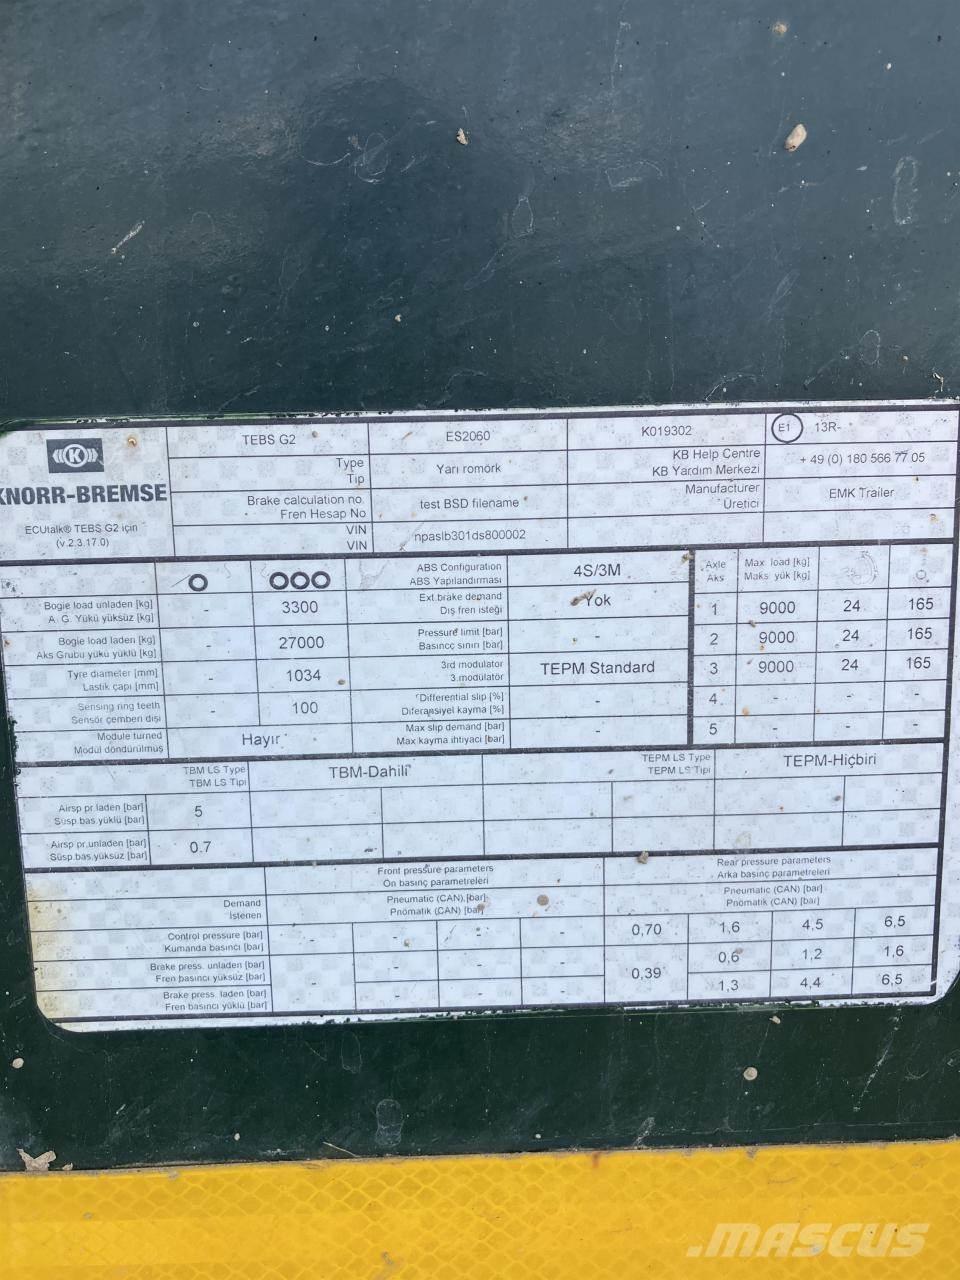 K
KNORR-BREMSE
ECUtalk® TEBS G2 için
(v.2.3.17.0)
TEBS G2 ES2060 K019302 E1 13R-
Type
Tip
Yarı romork
KB Help Centre
KB Yardım Merkezi
+ 49 (0) 180 566 77 05
Brake calculation no.
Fren Hesap No
test BSD filename
Manufacturer
Üretici
EMK Trailer
VIN
VIN
npaslb301ds800002
ABS Configuration
ABS Yapılandırması
4S/3M
Axle
Aks
Max. load [kg]
Maks. yük [kg]
Bogie load unladen [kg]
A. G. Yükü yüksüz [kg]
- 3300
Ext.brake demand
Dış fren isteği
Yok
1 9000 24 165
Bogie load laden [kg]
Aks Grubu yükü yüklü [kg]
- 27000
Pressure limit [bar]
Basınçç sınırı [bar]
-
2 9000 24 165
Tyre diameter [mm]
Lastik çapı [mm]
- 1034
3rd modulator
3.modülatör
TEPM Standard
3 9000 24 165
Sensing ring teeth
Sensör çemberi dişi
- 100
Differential slip [%]
Diferansiyel kayma [%]
-
4 - - -
Module turned
Modül döndürülmüş
Hayır
Max slip demand [bar]
Max kayma ihtiyacı [bar]
-
5 - - -
TBM LS Type
TBM LS Tipi
TBM-Dahili
TEPM LS Type
TEPM LS Tipi
TEPM-Hiçbiri
Airsp.pr.laden [bar]
Süsp.bas.yüklü [bar]
5
Airsp.pr.unladen [bar]
Süsp.bas.yüksüz [bar]
0.7
Front pressure parameters
Ön basınç parametreleri
Rear pressure parameters
Arka basınç parametreleri
Demand
İstenen
Pneumatic (CAN) [bar]
Pnömatik (CAN) [bar]
Pneumatic (CAN) [bar]
Pnömatik (CAN) [bar]
Control pressure [bar]
Kumanda basıncı [bar]
- - - - 0,70 1,6 4,5 6,5
Brake press. unladen [bar]
Fren basıncı yüksüz [bar]
- - - - 0,39 0,6 1,2 1,6
Brake press. laden [bar]
Fren basıncı yüklü [bar]
- - - 1,3 4,4 6,5
MASCUS